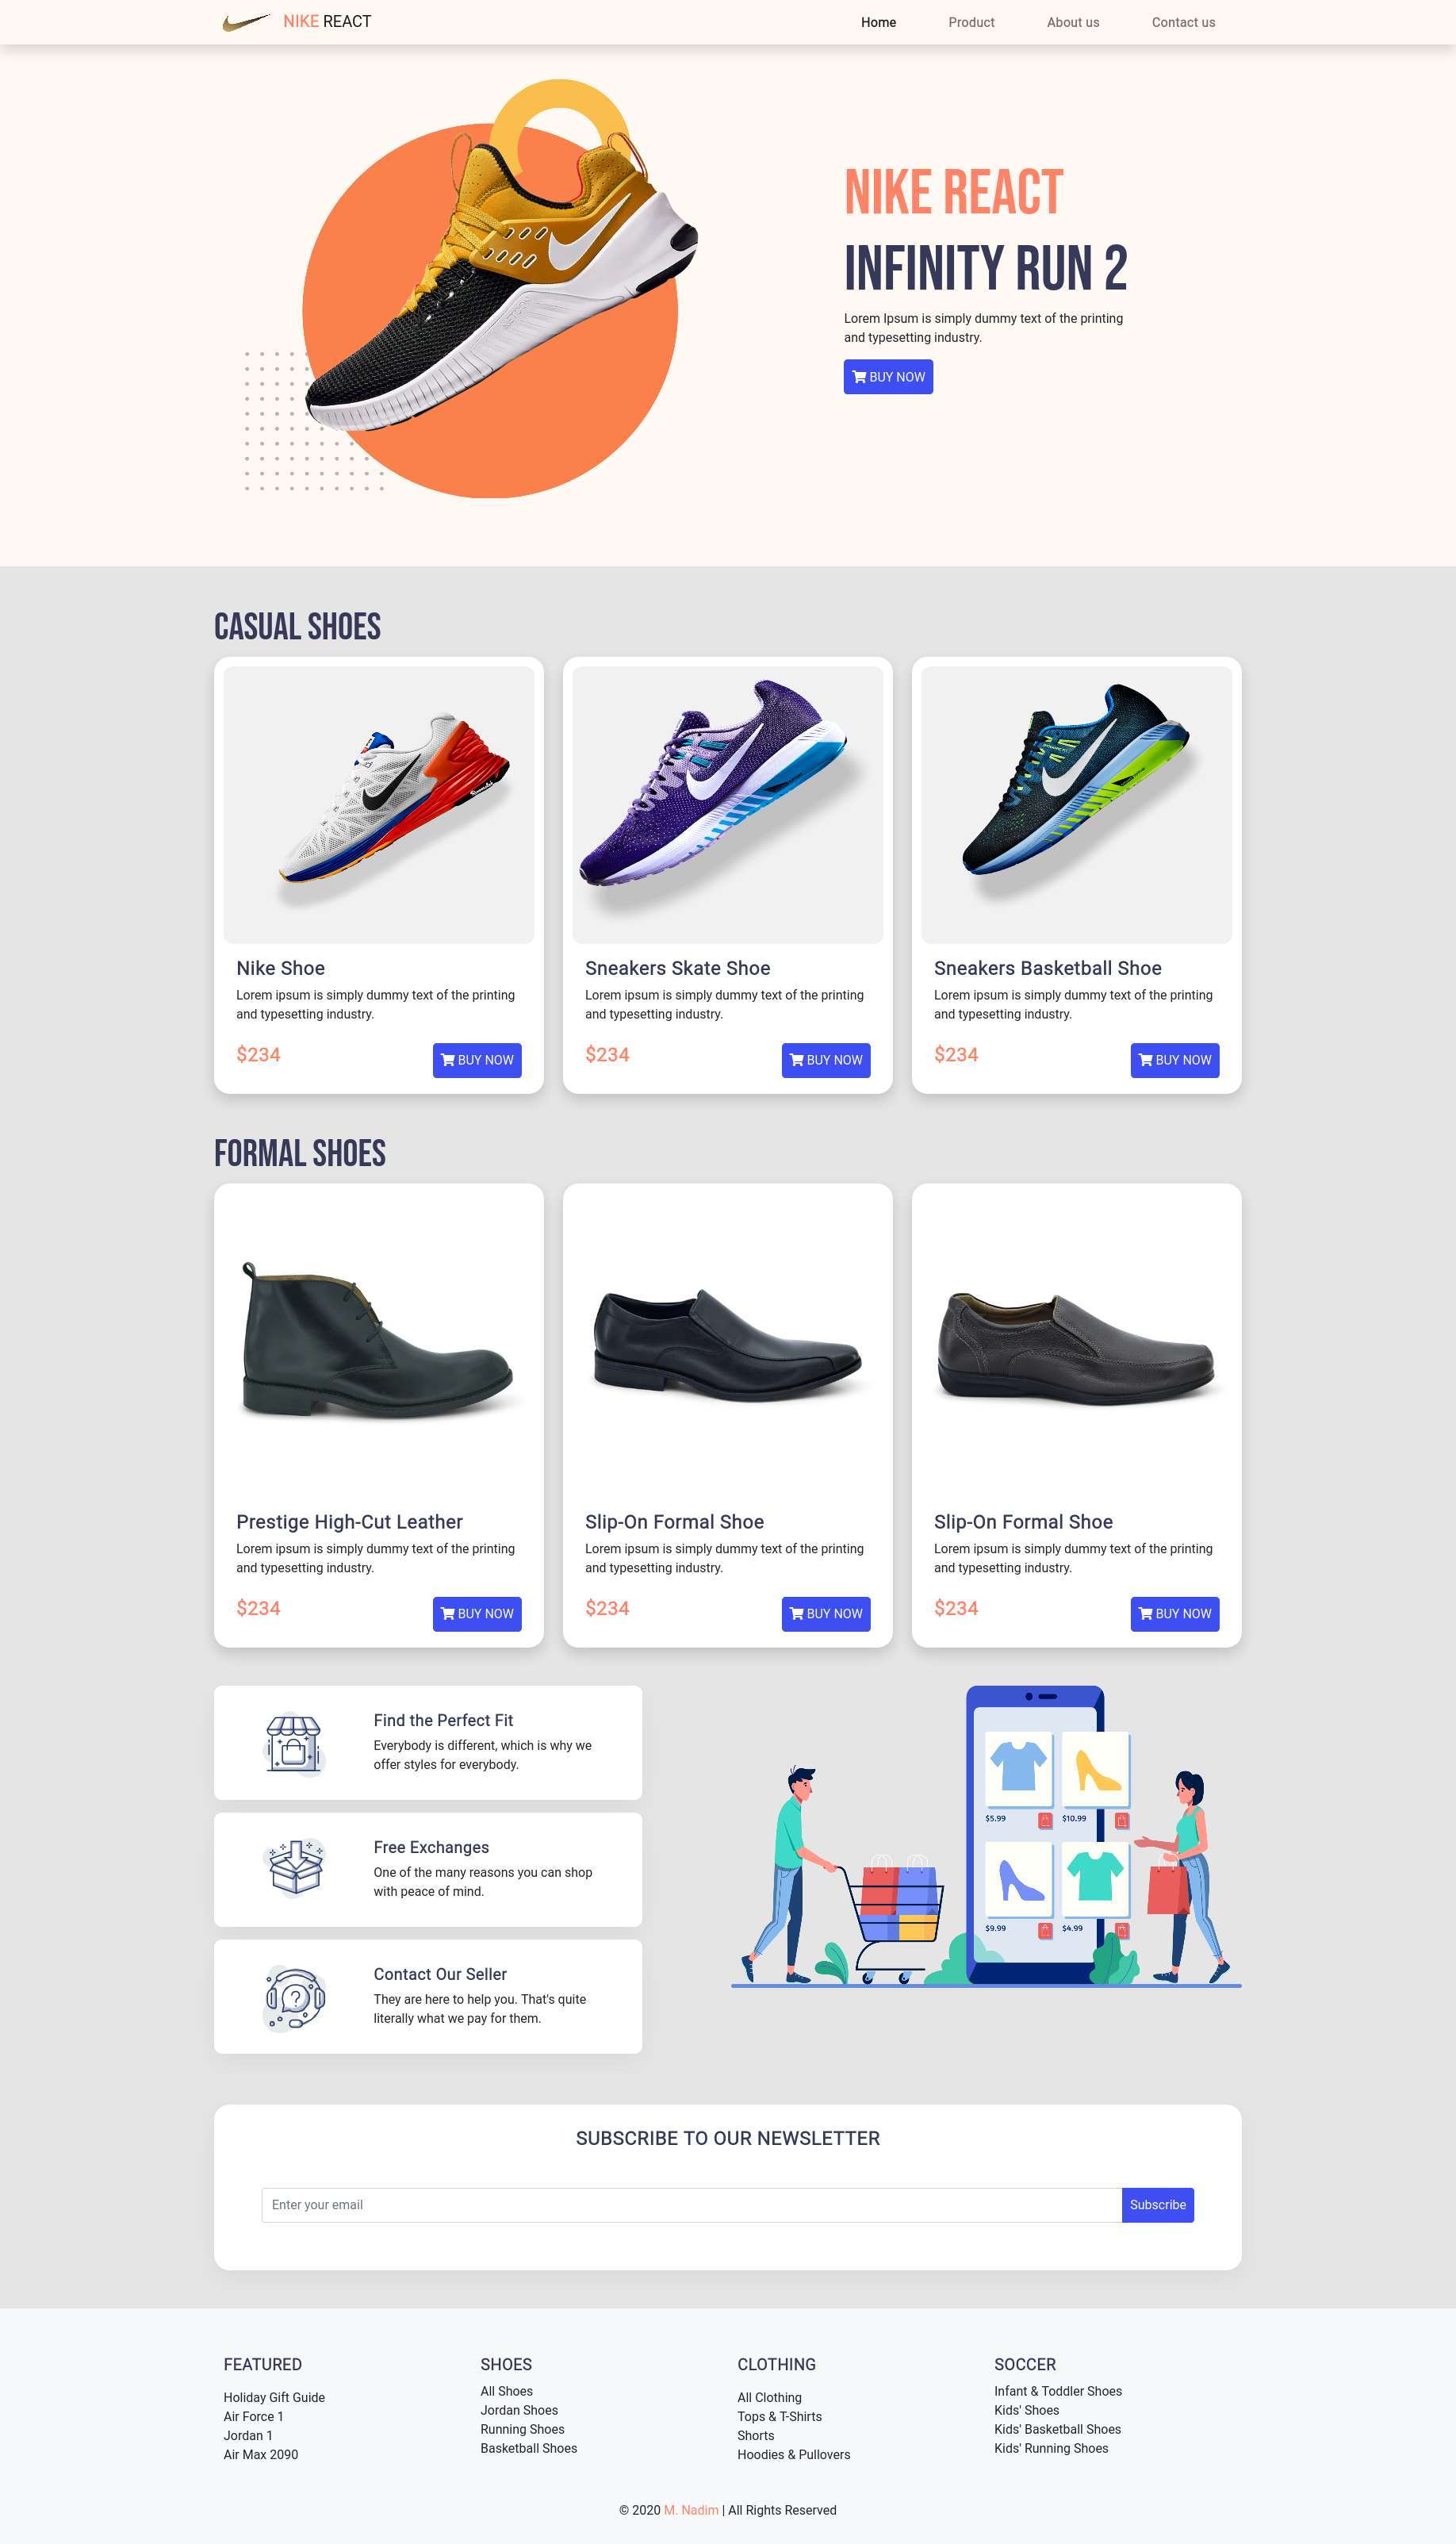 NIKE REACT
Home Product About us Contact us
NIKE REACT
INFINITY RUN 2
Lorem Ipsum is simply dummy text of the printing
and typesetting industry.
BUY NOW
CASUAL SHOES
Nike Shoe
Lorem ipsum is simply dummy text of the printing
and typesetting industry.
$234
BUY NOW
Sneakers Skate Shoe
Lorem ipsum is simply dummy text of the printing
and typesetting industry.
$234
BUY NOW
Sneakers Basketball Shoe
Lorem ipsum is simply dummy text of the printing
and typesetting industry.
$234
BUY NOW
FORMAL SHOES
Prestige High-Cut Leather
Lorem ipsum is simply dummy text of the printing
and typesetting industry.
$234
BUY NOW
Slip-On Formal Shoe
Lorem ipsum is simply dummy text of the printing
and typesetting industry.
$234
BUY NOW
Slip-On Formal Shoe
Lorem ipsum is simply dummy text of the printing
and typesetting industry.
$234
BUY NOW
Find the Perfect Fit
Everybody is different, which is why we
offer styles for everybody.
Free Exchanges
One of the many reasons you can shop
with peace of mind.
?
Contact Our Seller
They are here to help you. That's quite
literally what we pay for them.
$5.99 $10.99
$9.99 $4.99
SUBSCRIBE TO OUR NEWSLETTER
Enter your email
Subscribe
FEATURED
Holiday Gift Guide
Air Force 1
Jordan 1
Air Max 2090
SHOES
All Shoes
Jordan Shoes
Running Shoes
Basketball Shoes
CLOTHING
All Clothing
Tops & T-Shirts
Shorts
Hoodies & Pullovers
SOCCER
Infant & Toddler Shoes
Kids' Shoes
Kids' Basketball Shoes
Kids' Running Shoes
© 2020 M. Nadim | All Rights Reserved